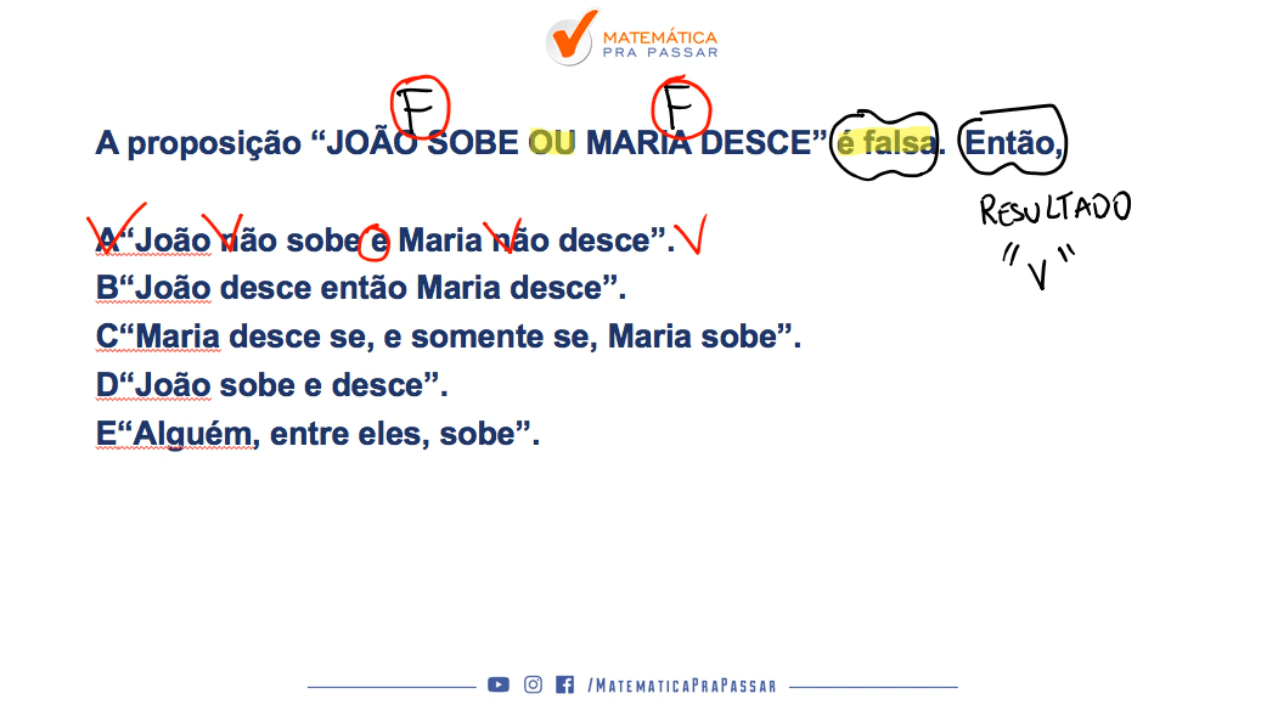 MATEMÁTICA
PRA PASSAR
F F
A proposição “JOÃO SOBE OU MARIA DESCE” é falsa. Então,
RESULTADO
"V"
A“João não sobe e Maria não desce”.
V V V V
B“João desce então Maria desce”.
C“Maria desce se, e somente se, Maria sobe”.
D“João sobe e desce”.
E“Alguém, entre eles, sobe”.
/MATEMATICAPRAPASSAR